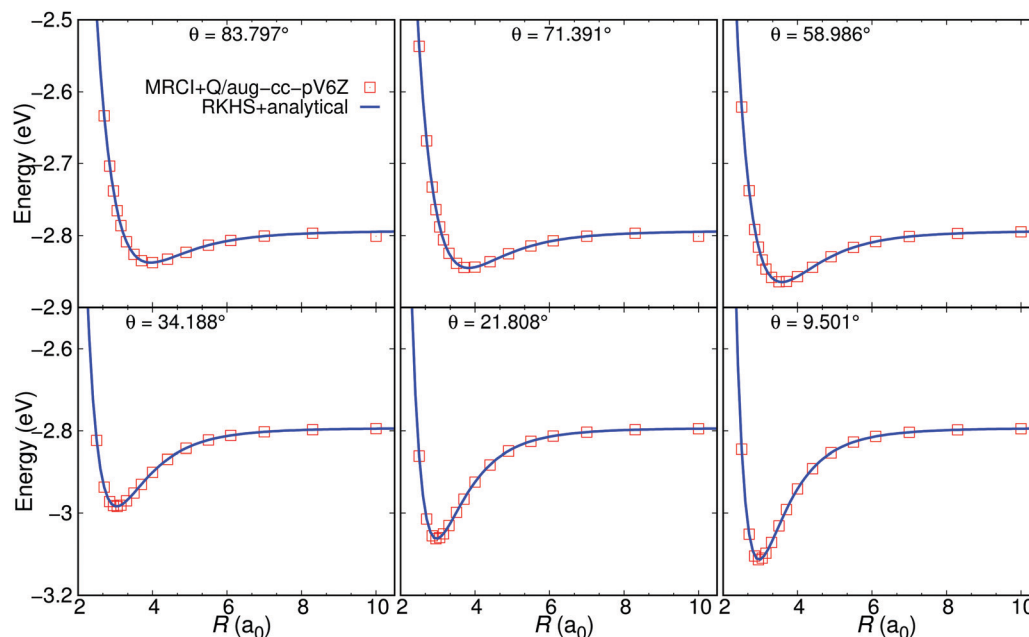 θ = 83.797°
θ = 71.391°
θ = 58.986°
MRCI+Q/aug−cc−pV6Z
RKHS+analytical
Energy (eV)
−2.5
−2.6
−2.7
−2.8
−2.9
θ = 34.188°
θ = 21.808°
θ = 9.501°
Energy (eV)
−2.6
−2.8
−3
−3.2
2 4 6 8 10
2 4 6 8 10
2 4 6 8 10
R (a0)
R (a0)
R (a0)